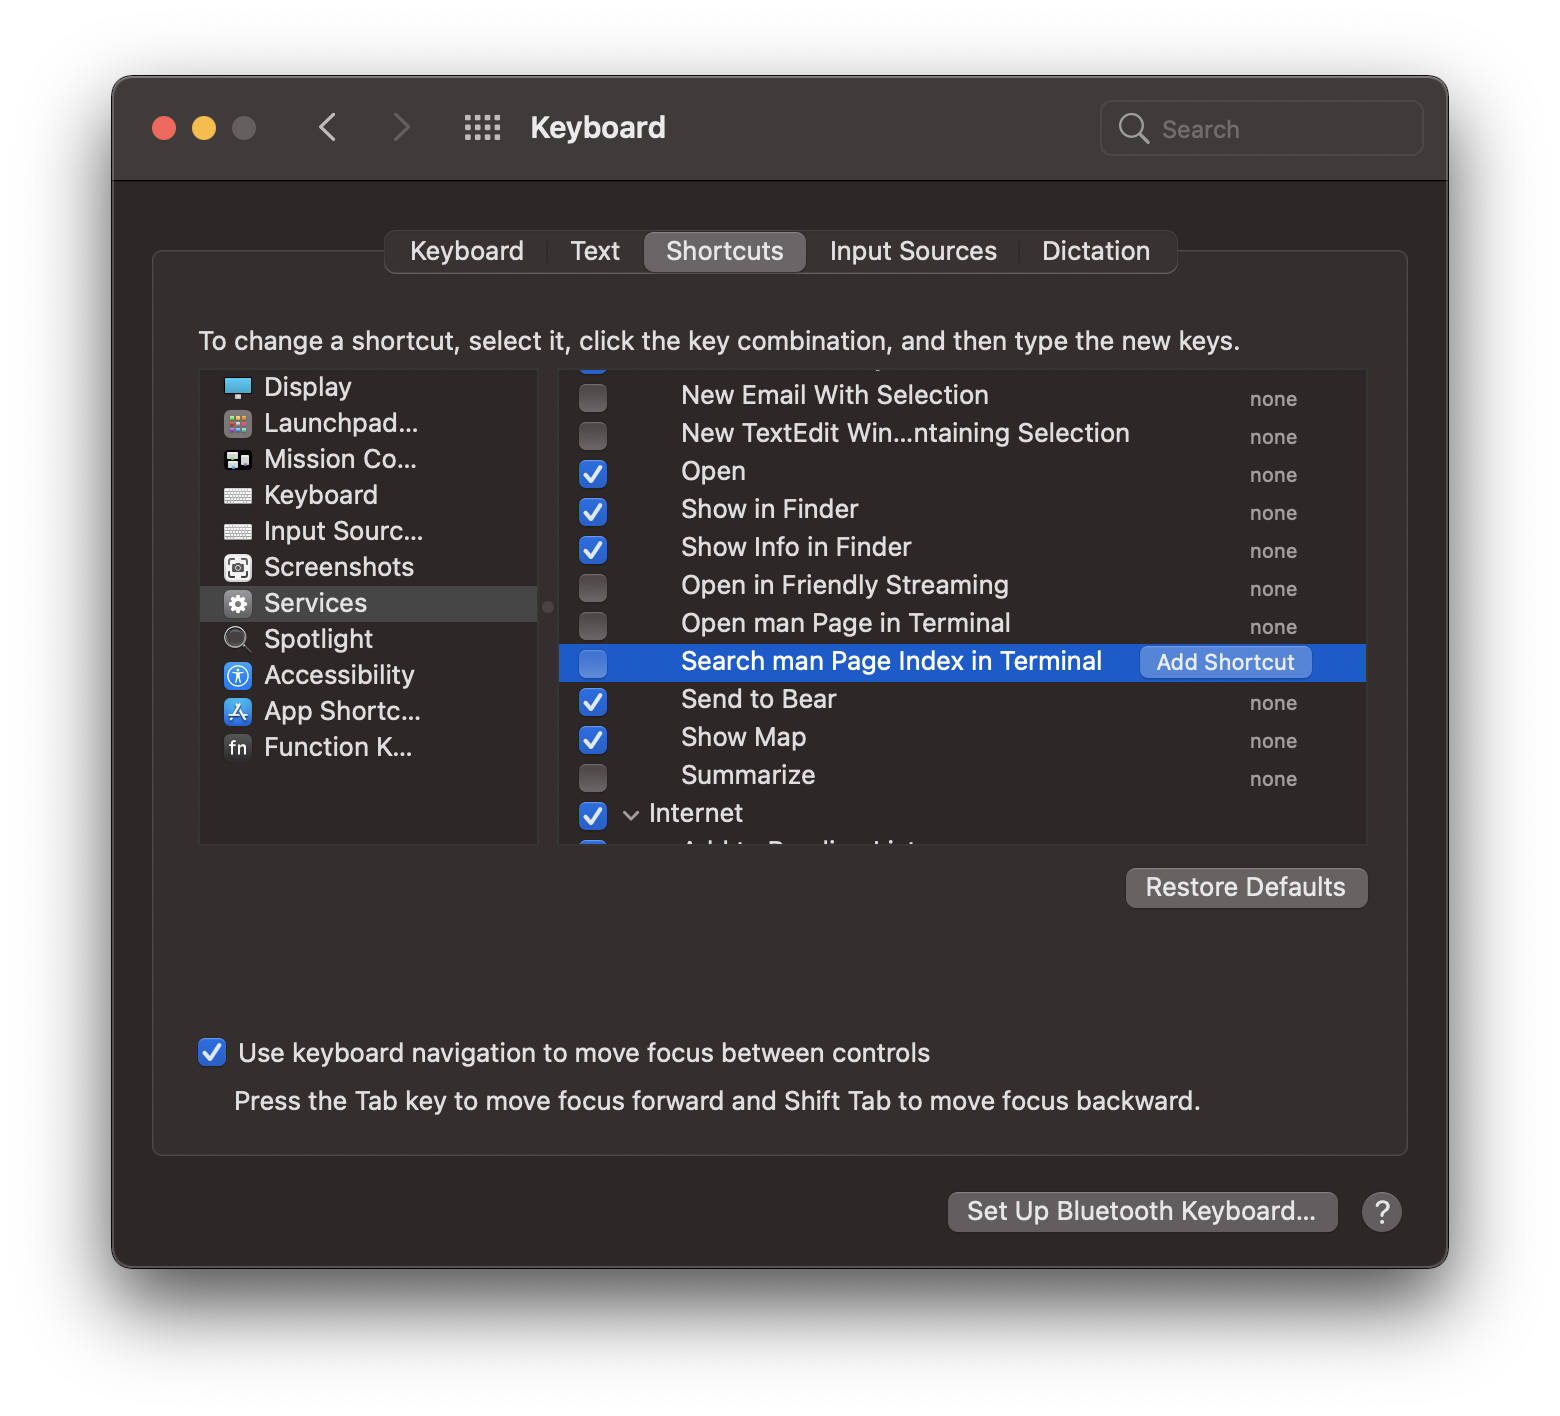 Keyboard
Search
Keyboard Text Shortcuts Input Sources Dictation
To change a shortcut, select it, click the key combination, and then type the new keys.
Display
Launchpad...
Mission Co...
Keyboard
Input Sourc...
Screenshots
Services
Spotlight
Accessibility
App Shortc...
fn Function K...
New Email With Selection none
New TextEdit Win...ntaining Selection none
Open none
Show in Finder none
Show Info in Finder none
Open in Friendly Streaming none
Open man Page in Terminal none
Search man Page Index in Terminal Add Shortcut
Send to Bear none
Show Map none
Summarize none
Internet
Restore Defaults
Use keyboard navigation to move focus between controls
Press the Tab key to move focus forward and Shift Tab to move focus backward.
Set Up Bluetooth Keyboard... ?